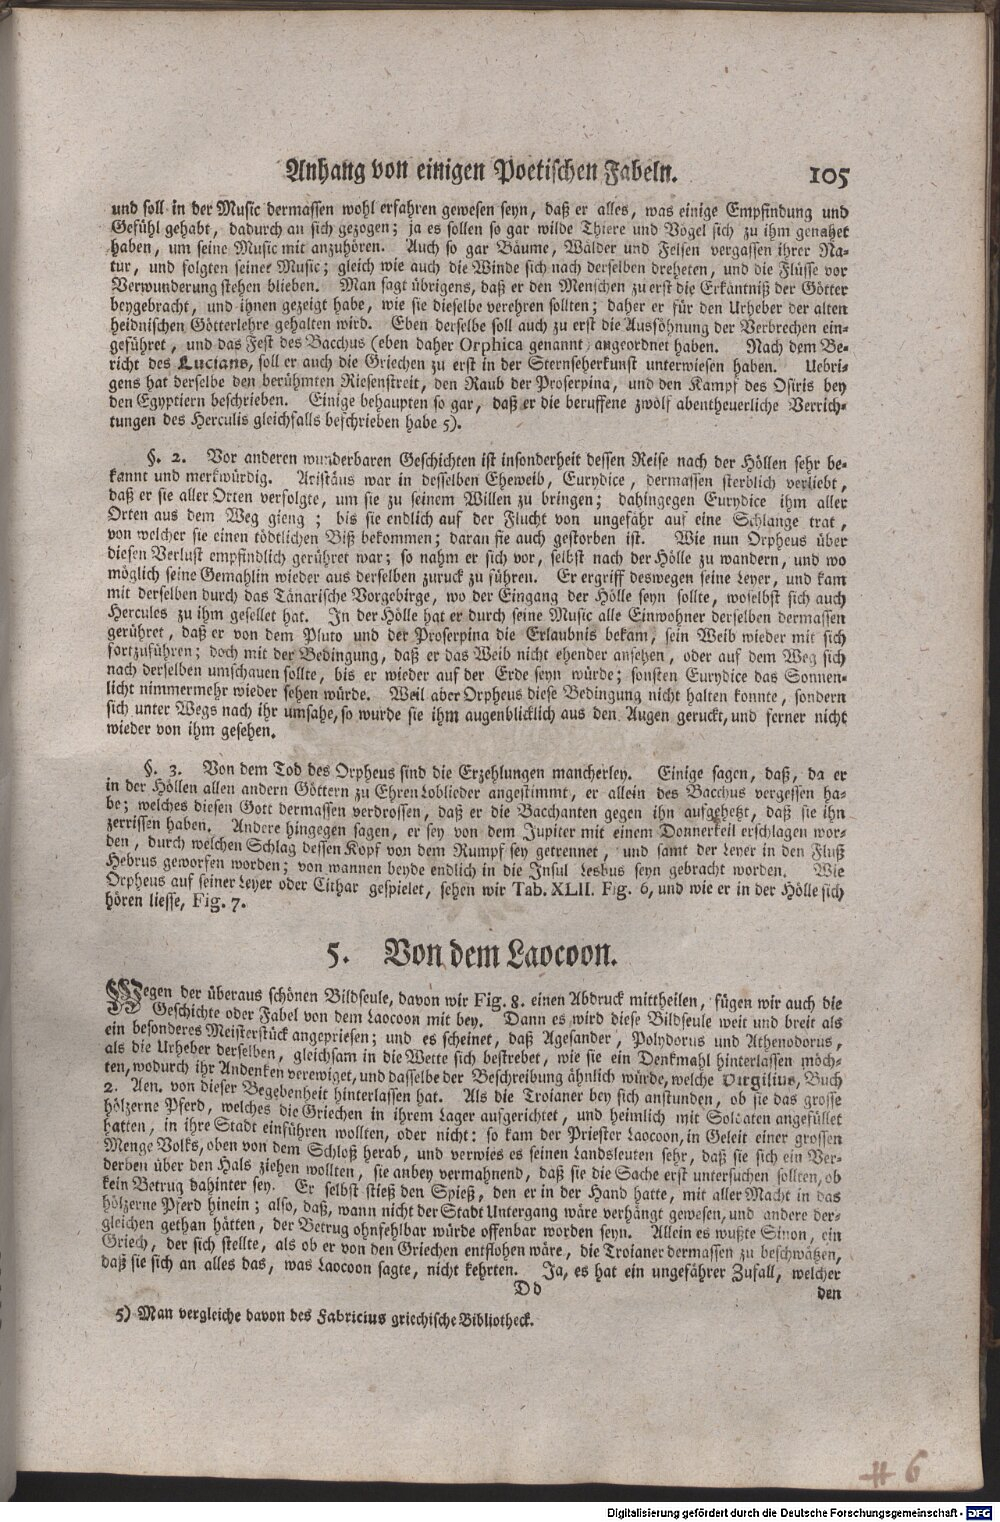 Anhang von einigen Poetischen Fabeln. 105
und soll in der Music dermassen wohl erfahren gewesen seyn, daß er alles, was einige Empfindung und
Gefühl gehabt, dadurch an sich gezogen; ja es sollen so gar wilde Thiere und Vögel sich zu ihm genahet
haben, um seine Music mit anzuhören. Auch so gar Bäume, Wälder und Felsen vergassen ihrer Na-
tur, und folgten seiner Music; gleich wie auch die Winde sich nach derselben dreheten, und die Flüsse vor
Verwunderung stehen blieben. Man sagt übrigens, daß er den Menschen zu erst die Erkäntniß der Götter
beygebracht, und ihnen gezeigt habe, wie sie dieselbe verehren sollten; daher er für den Urheber der alten
heidnischen Götterlehre gehalten wird. Eben derselbe soll auch zu erst die Aussöhnung der Verbrechen ein-
geführet, und das Fest des Bacchus (eben daher Orphica genannt) angeordnet haben. Nach dem Be-
richt des Lucians, soll er auch die Griechen zu erst in der Sternseherkunst unterwiesen haben. Uebri-
gens hat derselbe den berühmten Riesenstreit, den Raub der Proserpina, und den Kampf des Osiris bey
den Egyptiern beschrieben. Einige behaupten so gar, daß er die beruffene zwölf abentheuerliche Verrich-
tungen des Herculis gleichfalls beschrieben habe 5).
§. 2. Vor anderen wunderbaren Geschichten ist insonderheit dessen Reise nach der Höllen sehr be-
kannt und merkwürdig. Aristäus war in desselben Eheweib, Eurydice, dermassen sterblich verliebt,
daß er sie aller Orten verfolgte, um sie zu seinem Willen zu bringen; dahingegen Eurydice ihm aller
Orten aus dem Weg gieng; bis sie endlich auf der Flucht von ungefähr auf eine Schlange trat,
von welcher sie einen tödtlichen Biß bekommen; daran sie auch gestorben ist. Wie nun Orpheus über
diesen Verlust empfindlich gerühret war; so nahm er sich vor, selbst nach der Hölle zu wandern, und wo
möglich seine Gemahlin wieder aus derselben zuruck zu führen. Er ergriff deswegen seine Leyer, und kam
mit derselben durch das Tänarische Vorgebirge, wo der Eingang der Hölle seyn sollte, woselbst sich auch
Hercules zu ihm gesellet hat. In der Hölle hat er durch seine Music alle Einwohner derselben dermassen
gerühret, daß er von dem Pluto und der Proserpina die Erlaubnis bekam, sein Weib wieder mit sich
fortzuführen; doch mit der Bedingung, daß er das Weib nicht ehender ansehen, oder auf dem Weg sich
nach derselben umschauen sollte, bis er wieder auf der Erde seyn würde; sonsten Eurydice das Sonnen-
licht nimmermehr wieder sehen würde. Weil aber Orpheus diese Bedingung nicht halten konnte, sondern
sich unter Wegs nach ihr umsahe, so wurde sie ihm augenblicklich aus den Augen geruckt, und ferner nicht
wieder von ihm gesehen.
§. 3. Von dem Tod des Orpheus sind die Erzehlungen mancherley. Einige sagen, daß, da er
in der Höllen allen andern Göttern zu Ehren Loblieder angestimmt, er allein des Bacchus vergessen ha-
be; welches diesen Gott dermassen verdrossen, daß er die Bacchanten gegen ihn aufgehetzt, daß sie ihn
zerrissen haben. Andere hingegen sagen, er sey von dem Jupiter mit einem Donnerkeil erschlagen wor-
den, durch welchen Schlag dessen Kopf von dem Rumpf sey getrennet, und samt der Leyer in den Fluß
Hebrus geworfen worden; von wannen beyde endlich in die Insul Lesbus seyn gebracht worden. Wie
Orpheus auf seiner Leyer oder Cithar gespielet, sehen wir Tab. XLII. Fig. 6, und wie er in der Hölle sich
hören liesse, Fig. 7.
5. Von dem Laocoon.
Wegen der überaus schönen Bildseule, davon wir Fig. 8. einen Abdruck mittheilen, fügen wir auch die
Geschichte oder Fabel von dem Laocoon mit bey. Dann es wird diese Bildseule weit und breit als
ein besonderes Meisterstück angepriesen; und es scheinet, daß Agesander, Polydorus und Athenodorus,
als die Urheber derselben, gleichsam in die Wette sich bestrebet, wie sie ein Denkmahl hinterlassen möch-
ten, wodurch ihr Andenken verewiget, und dasselbe der Beschreibung ähnlich würde, welche Virgilius, Buch
2. Aen. von dieser Begebenheit hinterlassen hat. Als die Troianer bey sich anstunden, ob sie das grosse
hölzerne Pferd, welches die Griechen in ihrem Lager aufgerichtet, und heimlich mit Soldaten angefüllet
hatten, in ihre Stadt einführen wollten, oder nicht: so kam der Priester Laocoon, in Geleit einer grossen
Menge Volks, oben von dem Schloß herab, und verwies es seinen Landsleuten sehr, daß sie sich ein Ver-
derben über den Hals ziehen wollten, sie anbey vermahnend, daß sie die Sache erst untersuchen sollten, ob
kein Betrug dahinter sey. Er selbst stieß den Spieß, den er in der Hand hatte, mit aller Macht in das
hölzerne Pferd hinein; also, daß, wann nicht der Stadt Untergang wäre verhängt gewesen, und andere der-
gleichen gethan hätten, der Betrug ohnfehlbar würde offenbar worden seyn. Allein es wußte Sinon, ein
Griech, der sich stellte, als ob er von den Griechen entflohen wäre, die Troianer dermassen zu beschwätzen,
daß sie sich an alles das, was Laocoon sagte, nicht kehrten. Ja, es hat ein ungefährer Zufall, welcher
Dd den
5) Man vergleiche davon des Fabricius griechische Bibliotheck.
# 6
Digitalisierung gefördert durch die Deutsche Forschungsgemeinschaft - DFG